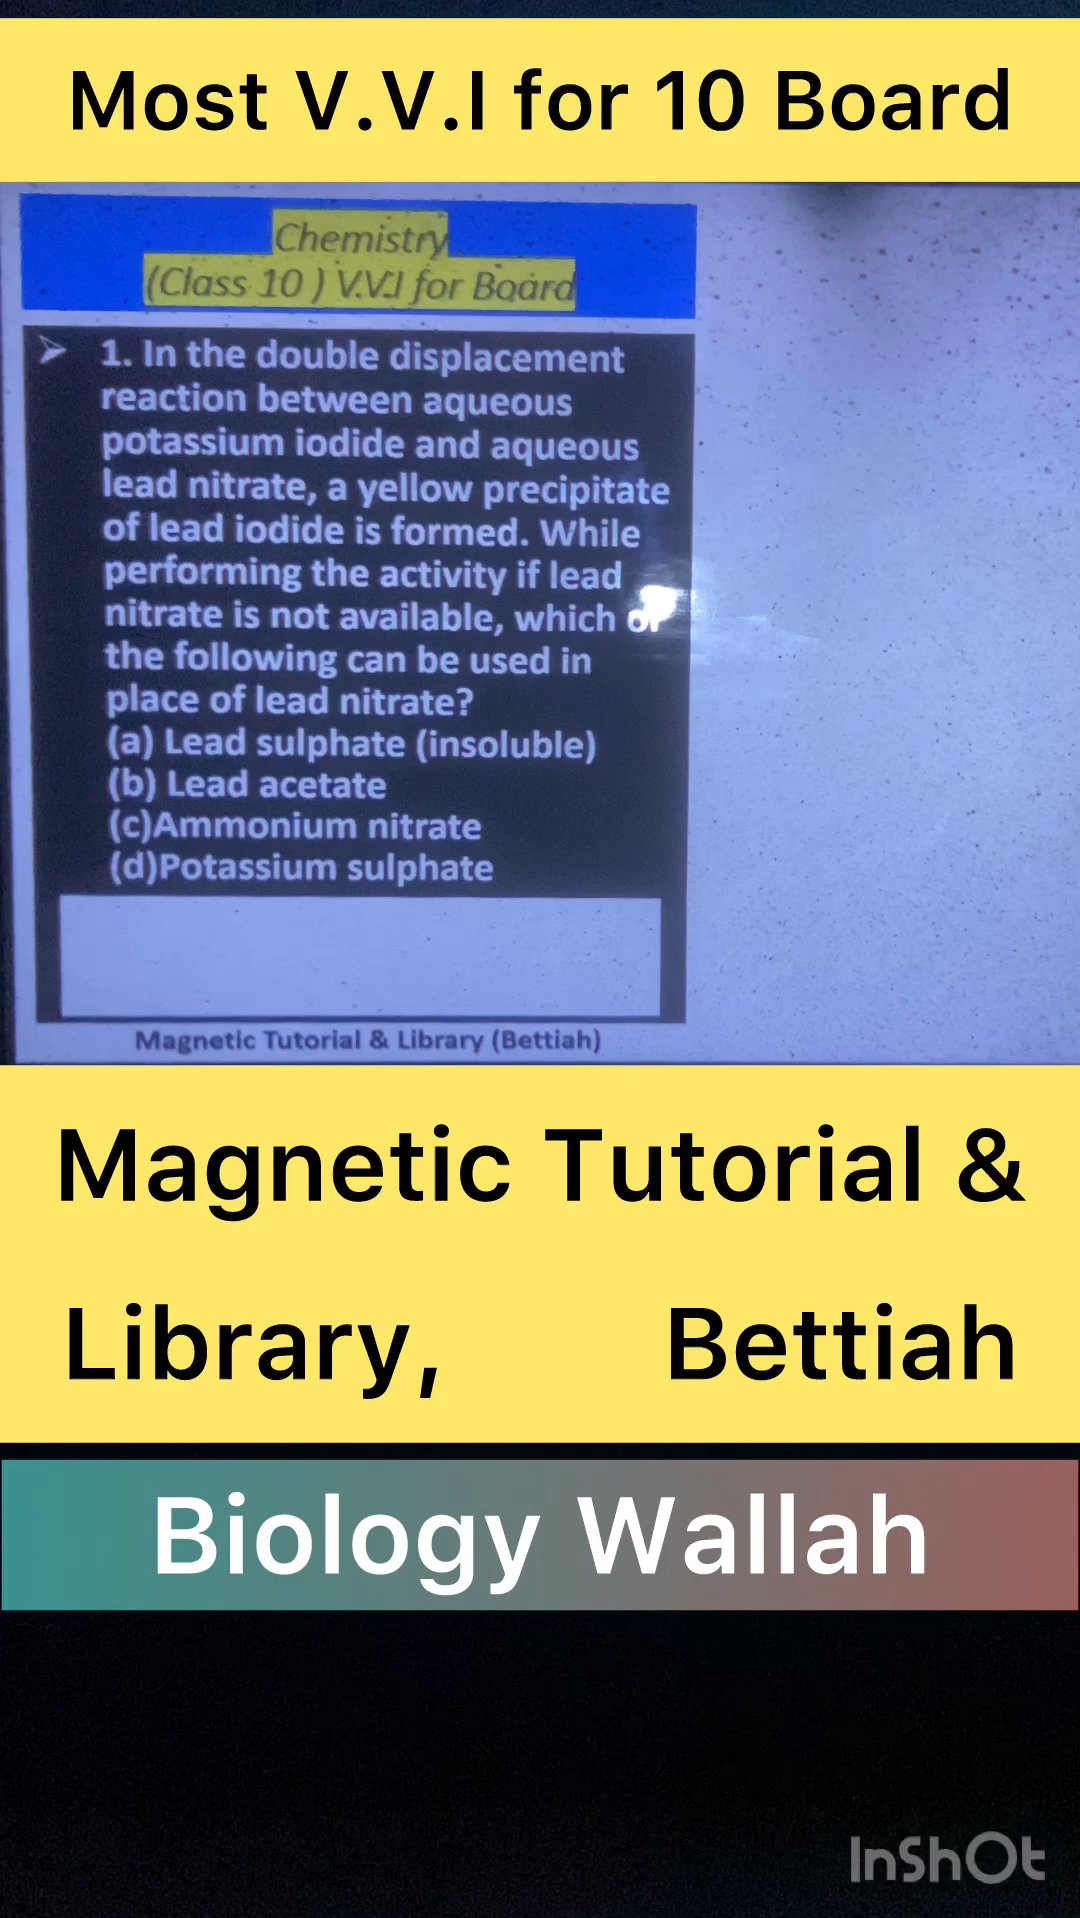 Most V.V.I for 10 Board
Chemistry
(Class 10 ) V.V.I for Board
➢ 1. In the double displacement
reaction between aqueous
potassium iodide and aqueous
lead nitrate, a yellow precipitate
of lead iodide is formed. While
performing the activity if lead
nitrate is not available, which of
the following can be used in
place of lead nitrate?
(a) Lead sulphate (insoluble)
(b) Lead acetate
(c)Ammonium nitrate
(d)Potassium sulphate
Magnetic Tutorial & Library (Bettiah)
Magnetic Tutorial &
Library, Bettiah
Biology Wallah
InShOt